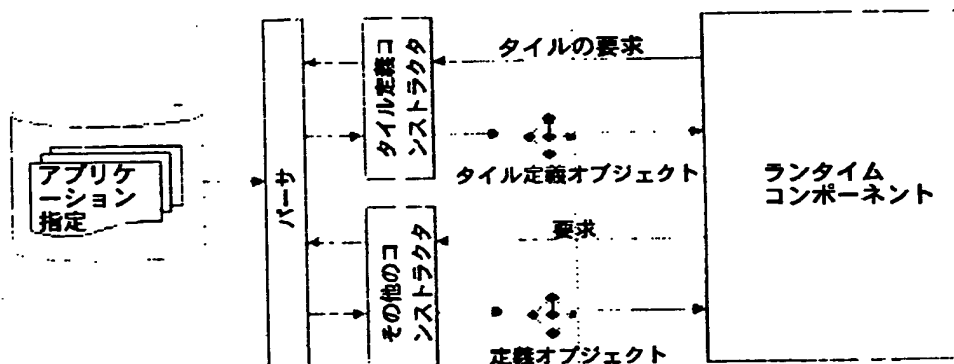 アプリケ
ーション
指定
パーサ
タイル定義コ
ンストラクタ
その他のコ
ンストラクタ
タイルの要求
タイル定義オブジェクト
要求
定義オブジェクト
ランタイム
コンポーネント